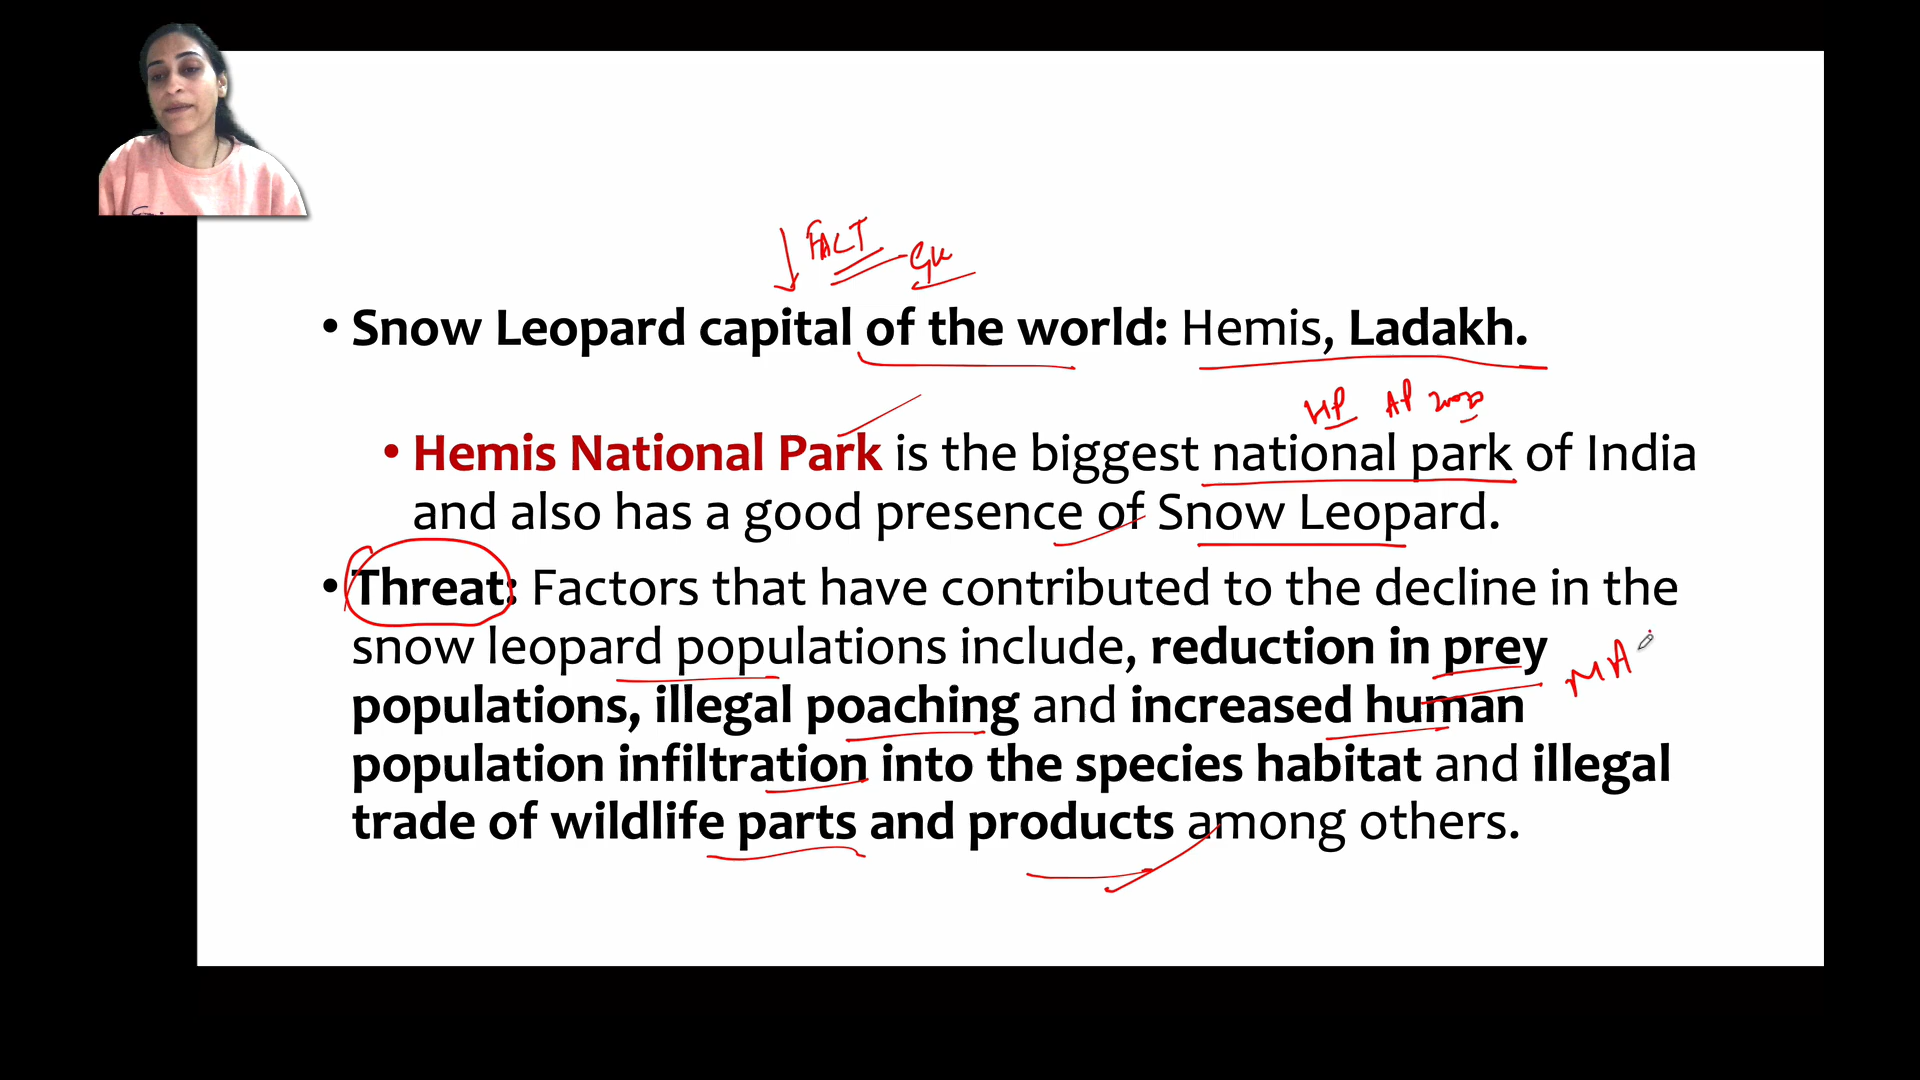 FACT
GK
• Snow Leopard capital of the world: Hemis, Ladakh.
HP AP
• Hemis National Park is the biggest national park of India
and also has a good presence of Snow Leopard.
• Threat: Factors that have contributed to the decline in the
snow leopard populations include, reduction in prey
populations, illegal poaching and increased human
population infiltration into the species habitat and illegal
trade of wildlife parts and products among others.
MA